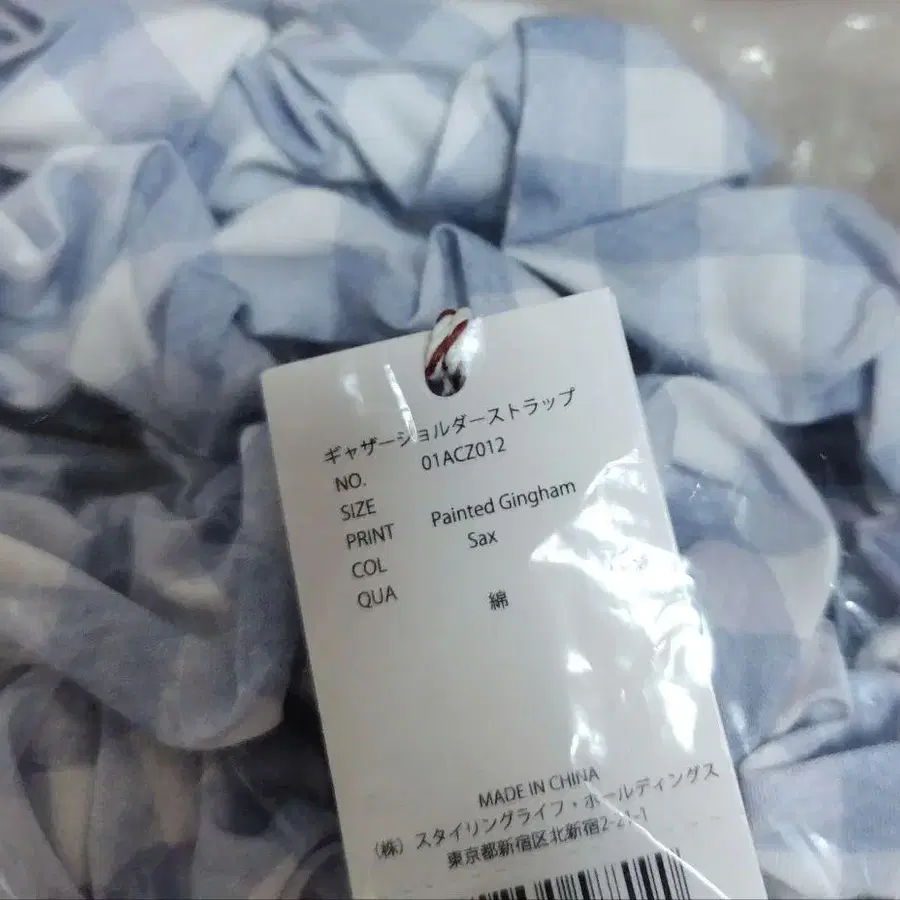 ギャザーショルダーストラップ
NO. 01ACZ012
SIZE
PRINT Painted Gingham
COL Sax
QUA 綿
MADE IN CHINA
(株) スタイリングライフ・ホールディングス
東京都新宿区北新宿2-21-1